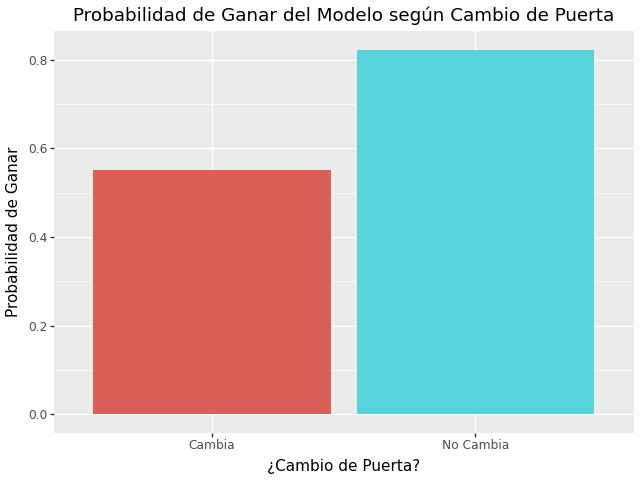 Probabilidad de Ganar del Modelo según Cambio de Puerta
Probabilidad de Ganar
0.8
0.6
0.4
0.2
0.0
Cambia
No Cambia
¿Cambio de Puerta?